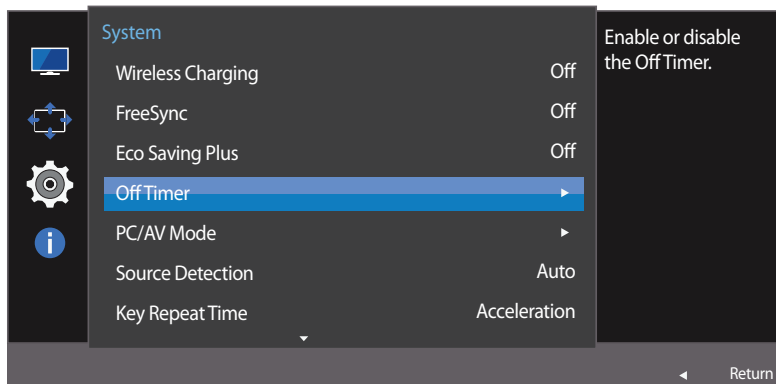 System
Wireless Charging Off
FreeSync Off
Eco Saving Plus Off
Off Timer
PC/AV Mode
Source Detection Auto
Key Repeat Time Acceleration
Enable or disable
the Off Timer.
Return